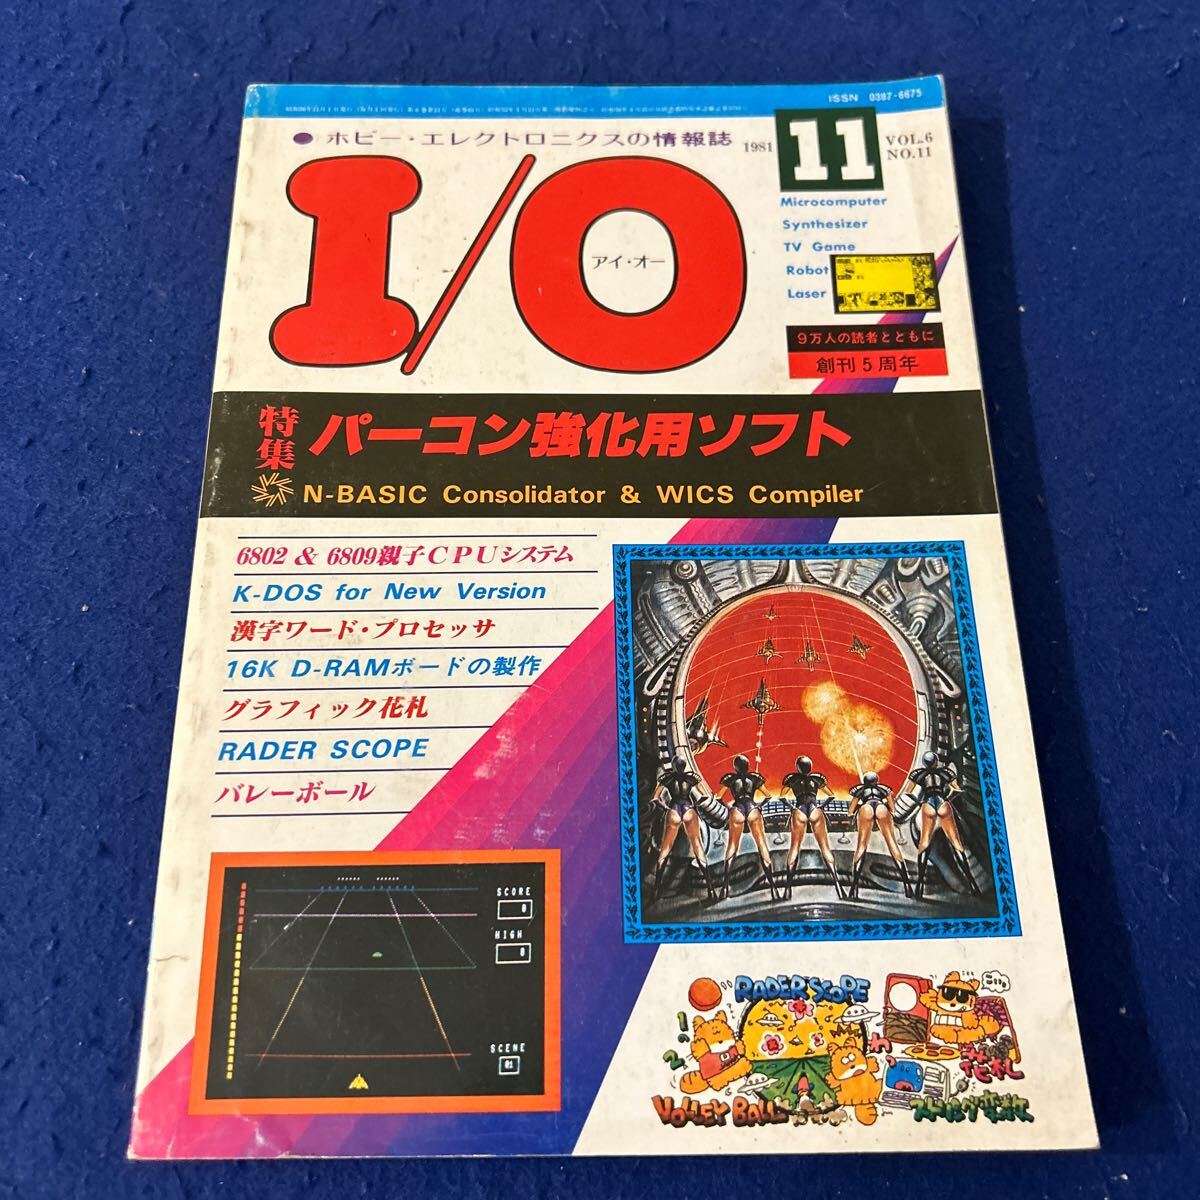 ISSN 0387-6675
●ホビー・エレクトロニクスの情報誌
1981
11
VOL.6
NO.11
I/O
アイ・オー
Microcomputer
Synthesizer
TV Game
Robot
Laser
9万人の読者とともに
創刊5周年
特集
パーコン強化用ソフト
N-BASIC Consolidator & WICS Compiler
6802 & 6809親子CPUシステム
K-DOS for New Version
漢字ワード・プロセッサ
16K D-RAMボードの製作
グラフィック花札
RADER SCOPE
バレーボール
SCORE
0
HIGH
0
SCENE
01
RADER SCOPE
花札
VOLLEY BALL